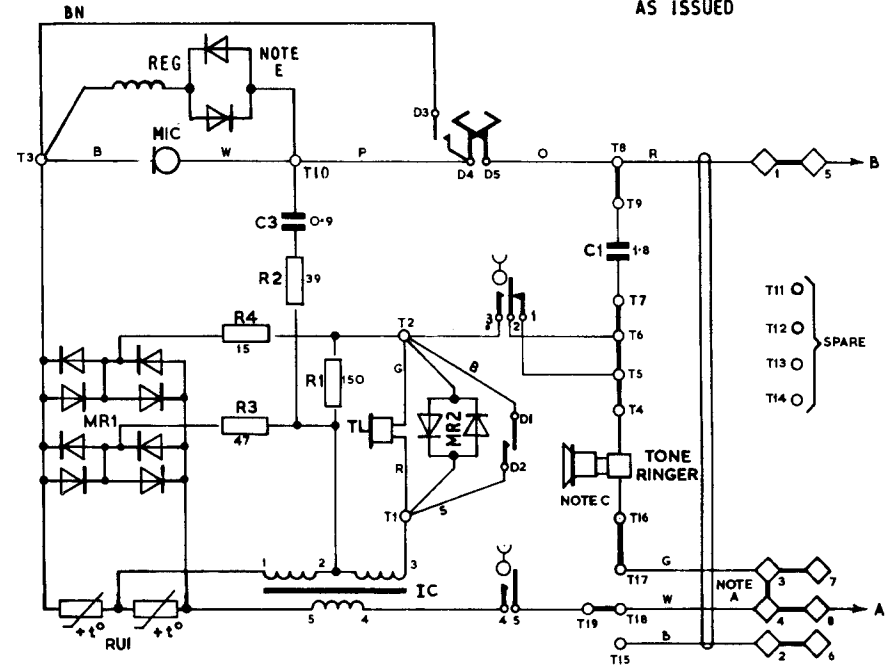 AS ISSUED
BN
REG
NOTE
E
MIC
D3
T3
B
W
T10
P
D4
D5
O
T8
R
1
5
B
T9
C3
0·9
C1
1·8
R2
39
T7
T11
T12
T13
T14
SPARE
R4
15
T2
3
2
1
T6
R1
150
G
B
T5
MR1
R3
47
TL
MR2
D1
T4
D2
TONE
RINGER
NOTE C
R
S
T1
T16
1
2
3
IC
T17
G
NOTE
A
3
7
5
4
4
5
T19
T18
W
4
8
A
+t°
+t°
RU1
T15
B
2
6